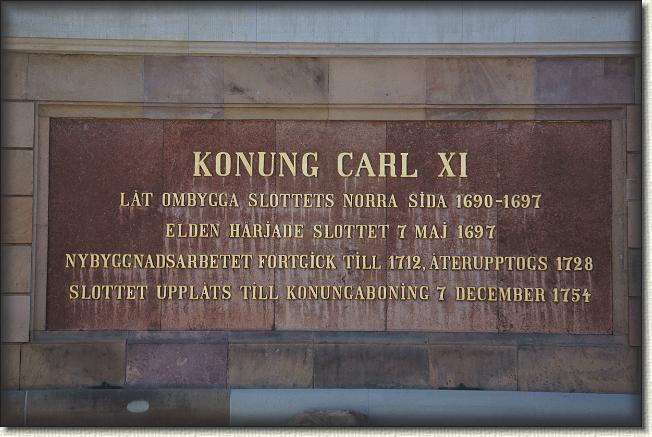 KONUNG CARL XI
LÄT OMBYGGA SLOTTETS NORRA SIDA 1690-1697
ELDEN HÄRJADE SLOTTET 7 MAJ 1697
NYBYGGNADSARBETET FORTGICK TILL 1712, ÅTERUPPTOGS 1728
SLOTTET UPPLÄTS TILL KONUNGABONING 7 DECEMBER 1754